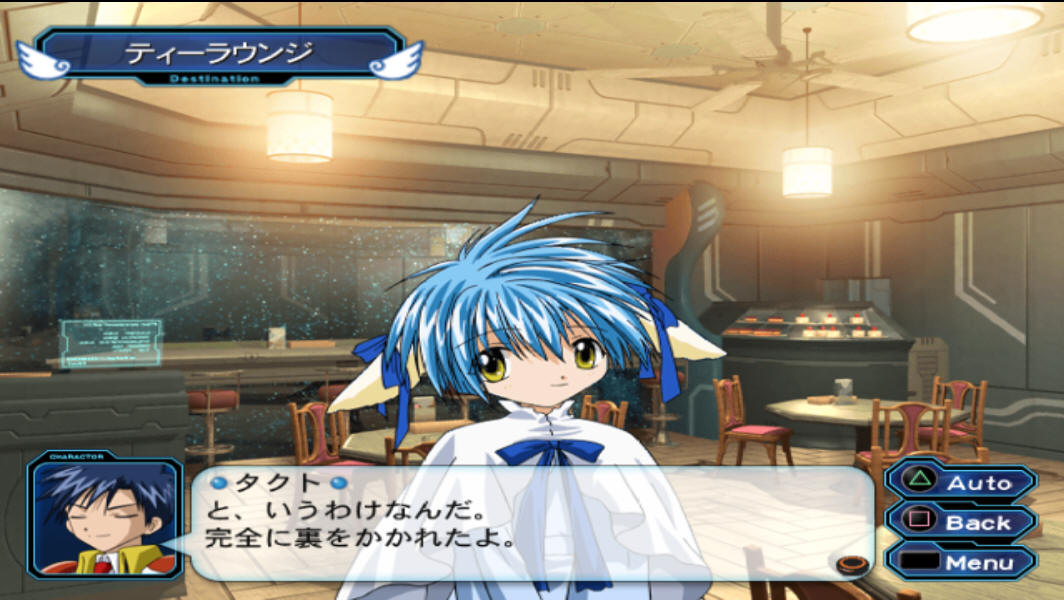 ティーラウンジ
Destination
CHARACTOR
タクト
と、いうわけなんだ。
完全に裏をかかれたよ。
Auto
Back
Menu